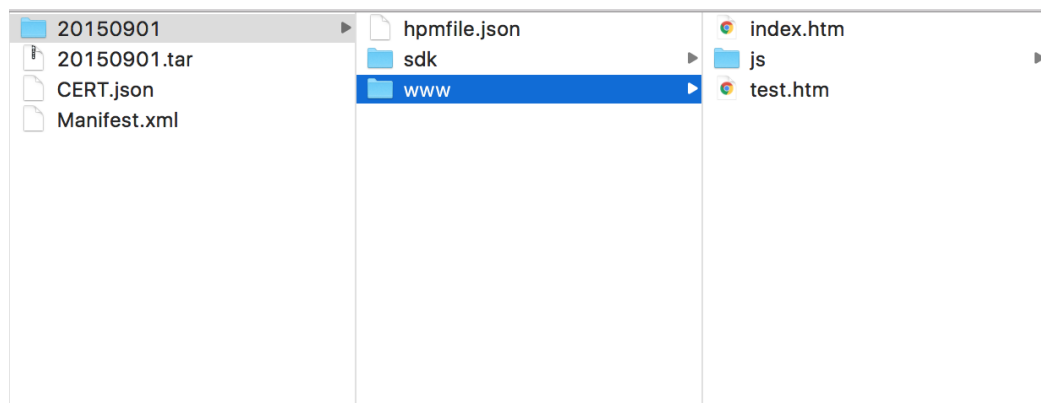 20150901
20150901.tar
CERT.json
Manifest.xml
hpmfile.json
sdk
www
index.htm
js
test.htm